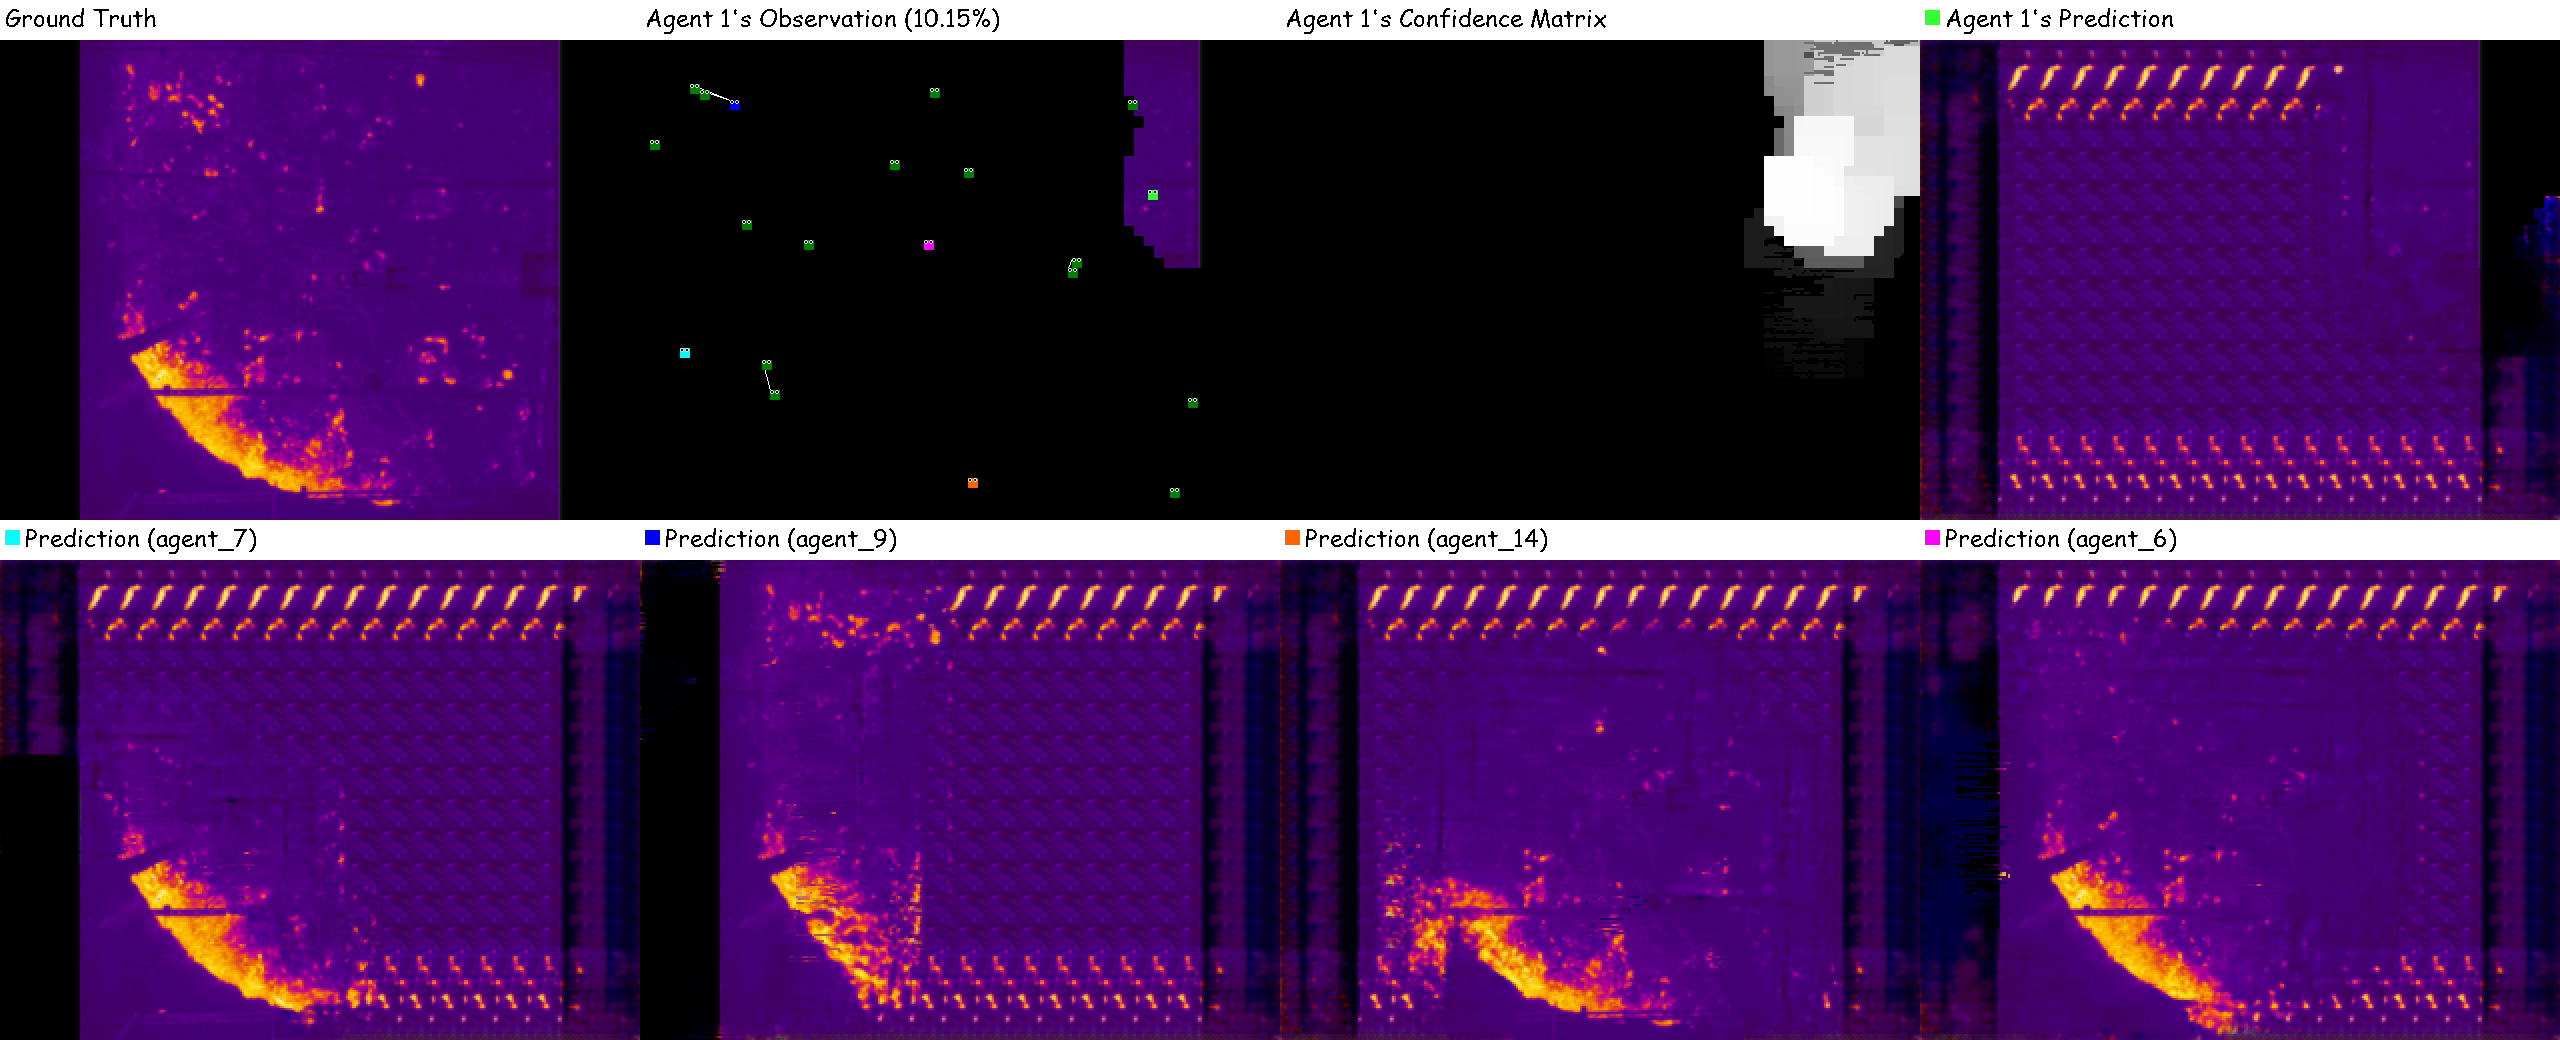 Ground Truth
Agent 1's Observation (10.15%)
Agent 1's Confidence Matrix
Agent 1's Prediction
Prediction (agent_7)
Prediction (agent_9)
Prediction (agent_14)
Prediction (agent_6)